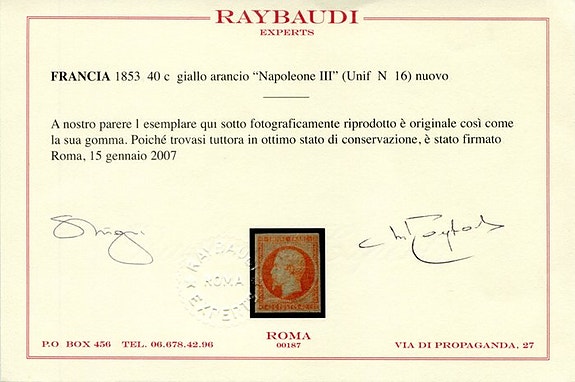 RAYBAUDI
EXPERTS
FRANCIA 1853 40 c giallo arancio “Napoleone III” (Unif N 16) nuovo
A nostro parere l esemplare qui sotto fotograficamente riprodotto è originale così come
la sua gomma. Poiché trovasi tuttora in ottimo stato di conservazione, è stato firmato
Roma, 15 gennaio 2007
RAYBAUDI
ROMA
EXPERTS
ROMA
00187
P.O BOX 456 TEL. 06.678.42.96
VIA DI PROPAGANDA, 27